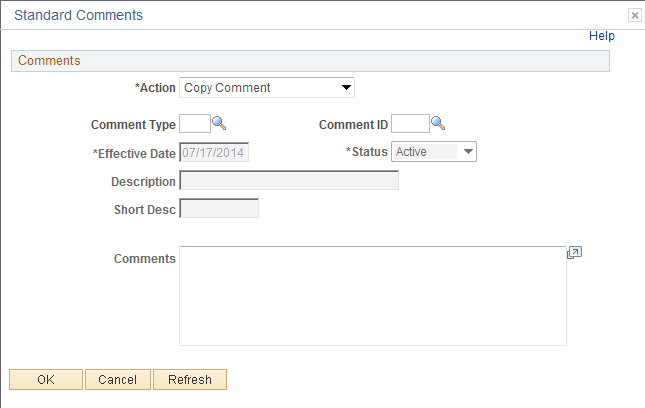 Standard Comments
Help
Comments
*Action Copy Comment
Comment Type Comment ID
*Effective Date 07/17/2014 *Status Active
Description
Short Desc
Comments
OK Cancel Refresh